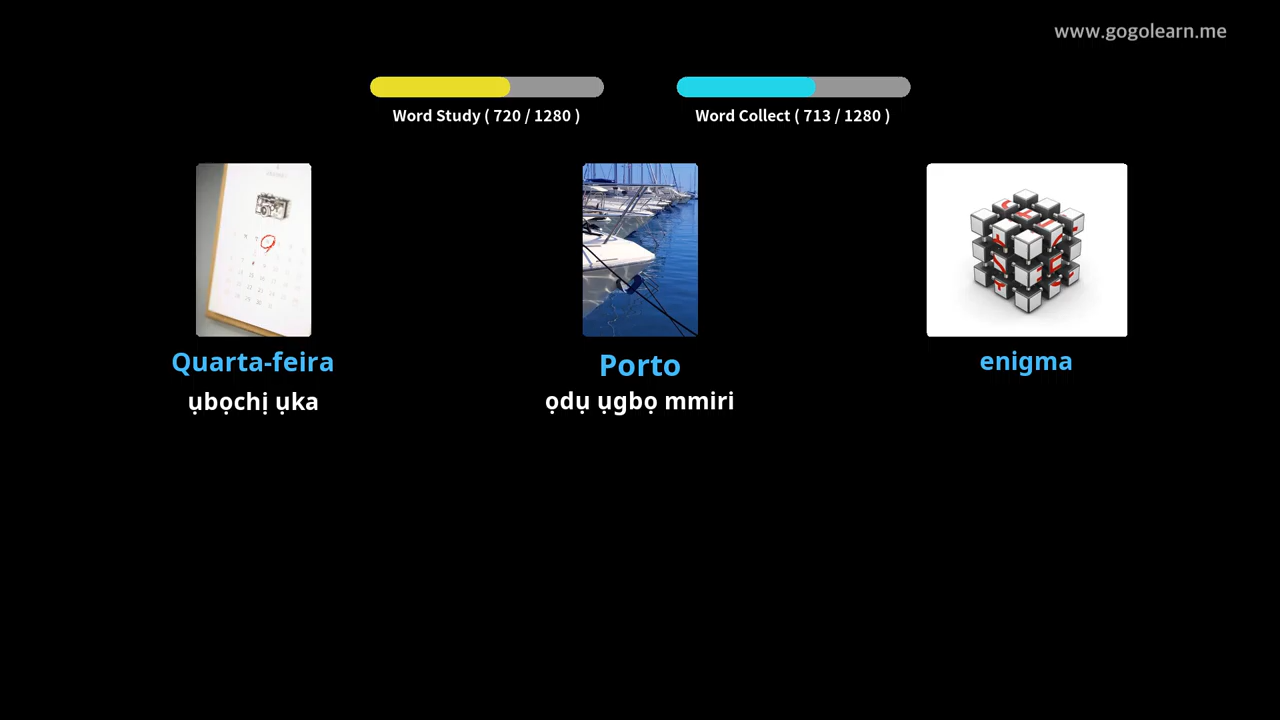 www.gogolearn.me
Word Study ( 720 / 1280 )
Word Collect ( 713 / 1280 )
Quarta-feira
ụbọchị ụka
Porto
ọdụ ụgbọ mmiri
enigma